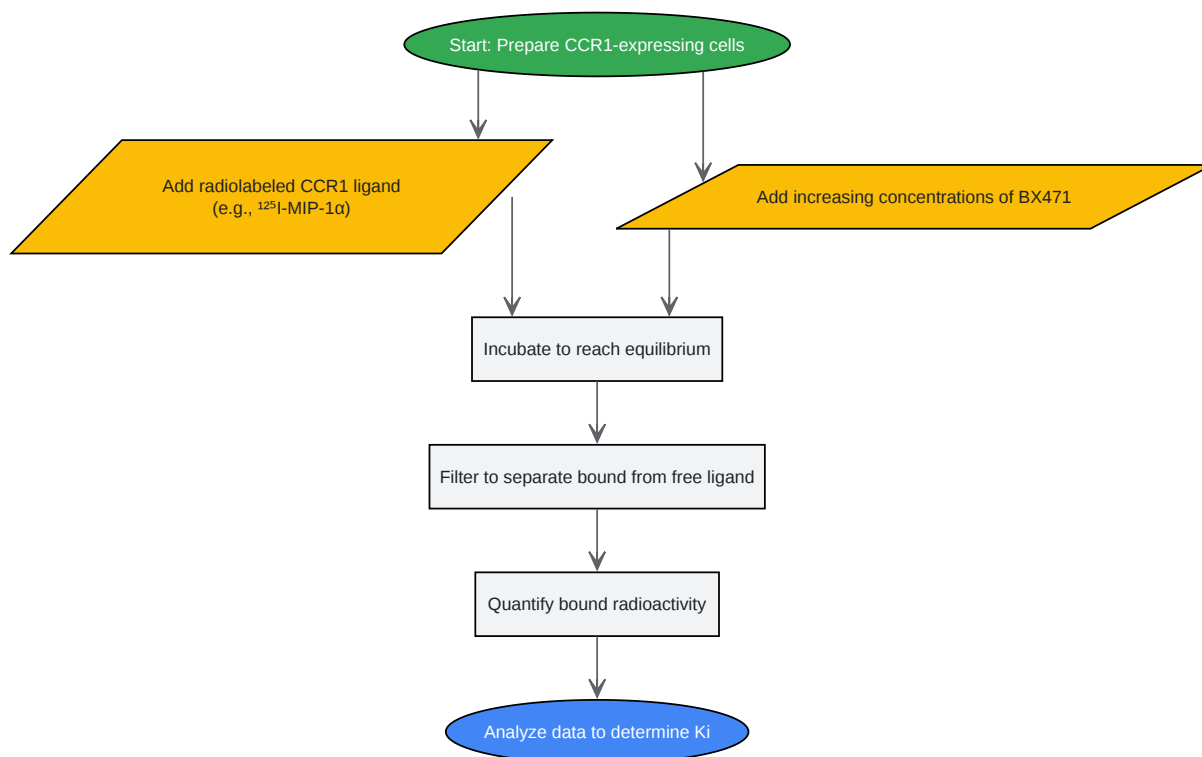 Start: Prepare CCR1-expressing cells
Add radiolabeled CCR1 ligand
(e.g., ¹²⁵I-MIP-1α)
Add increasing concentrations of BX471
Incubate to reach equilibrium
Filter to separate bound from free ligand
Quantify bound radioactivity
Analyze data to determine Ki